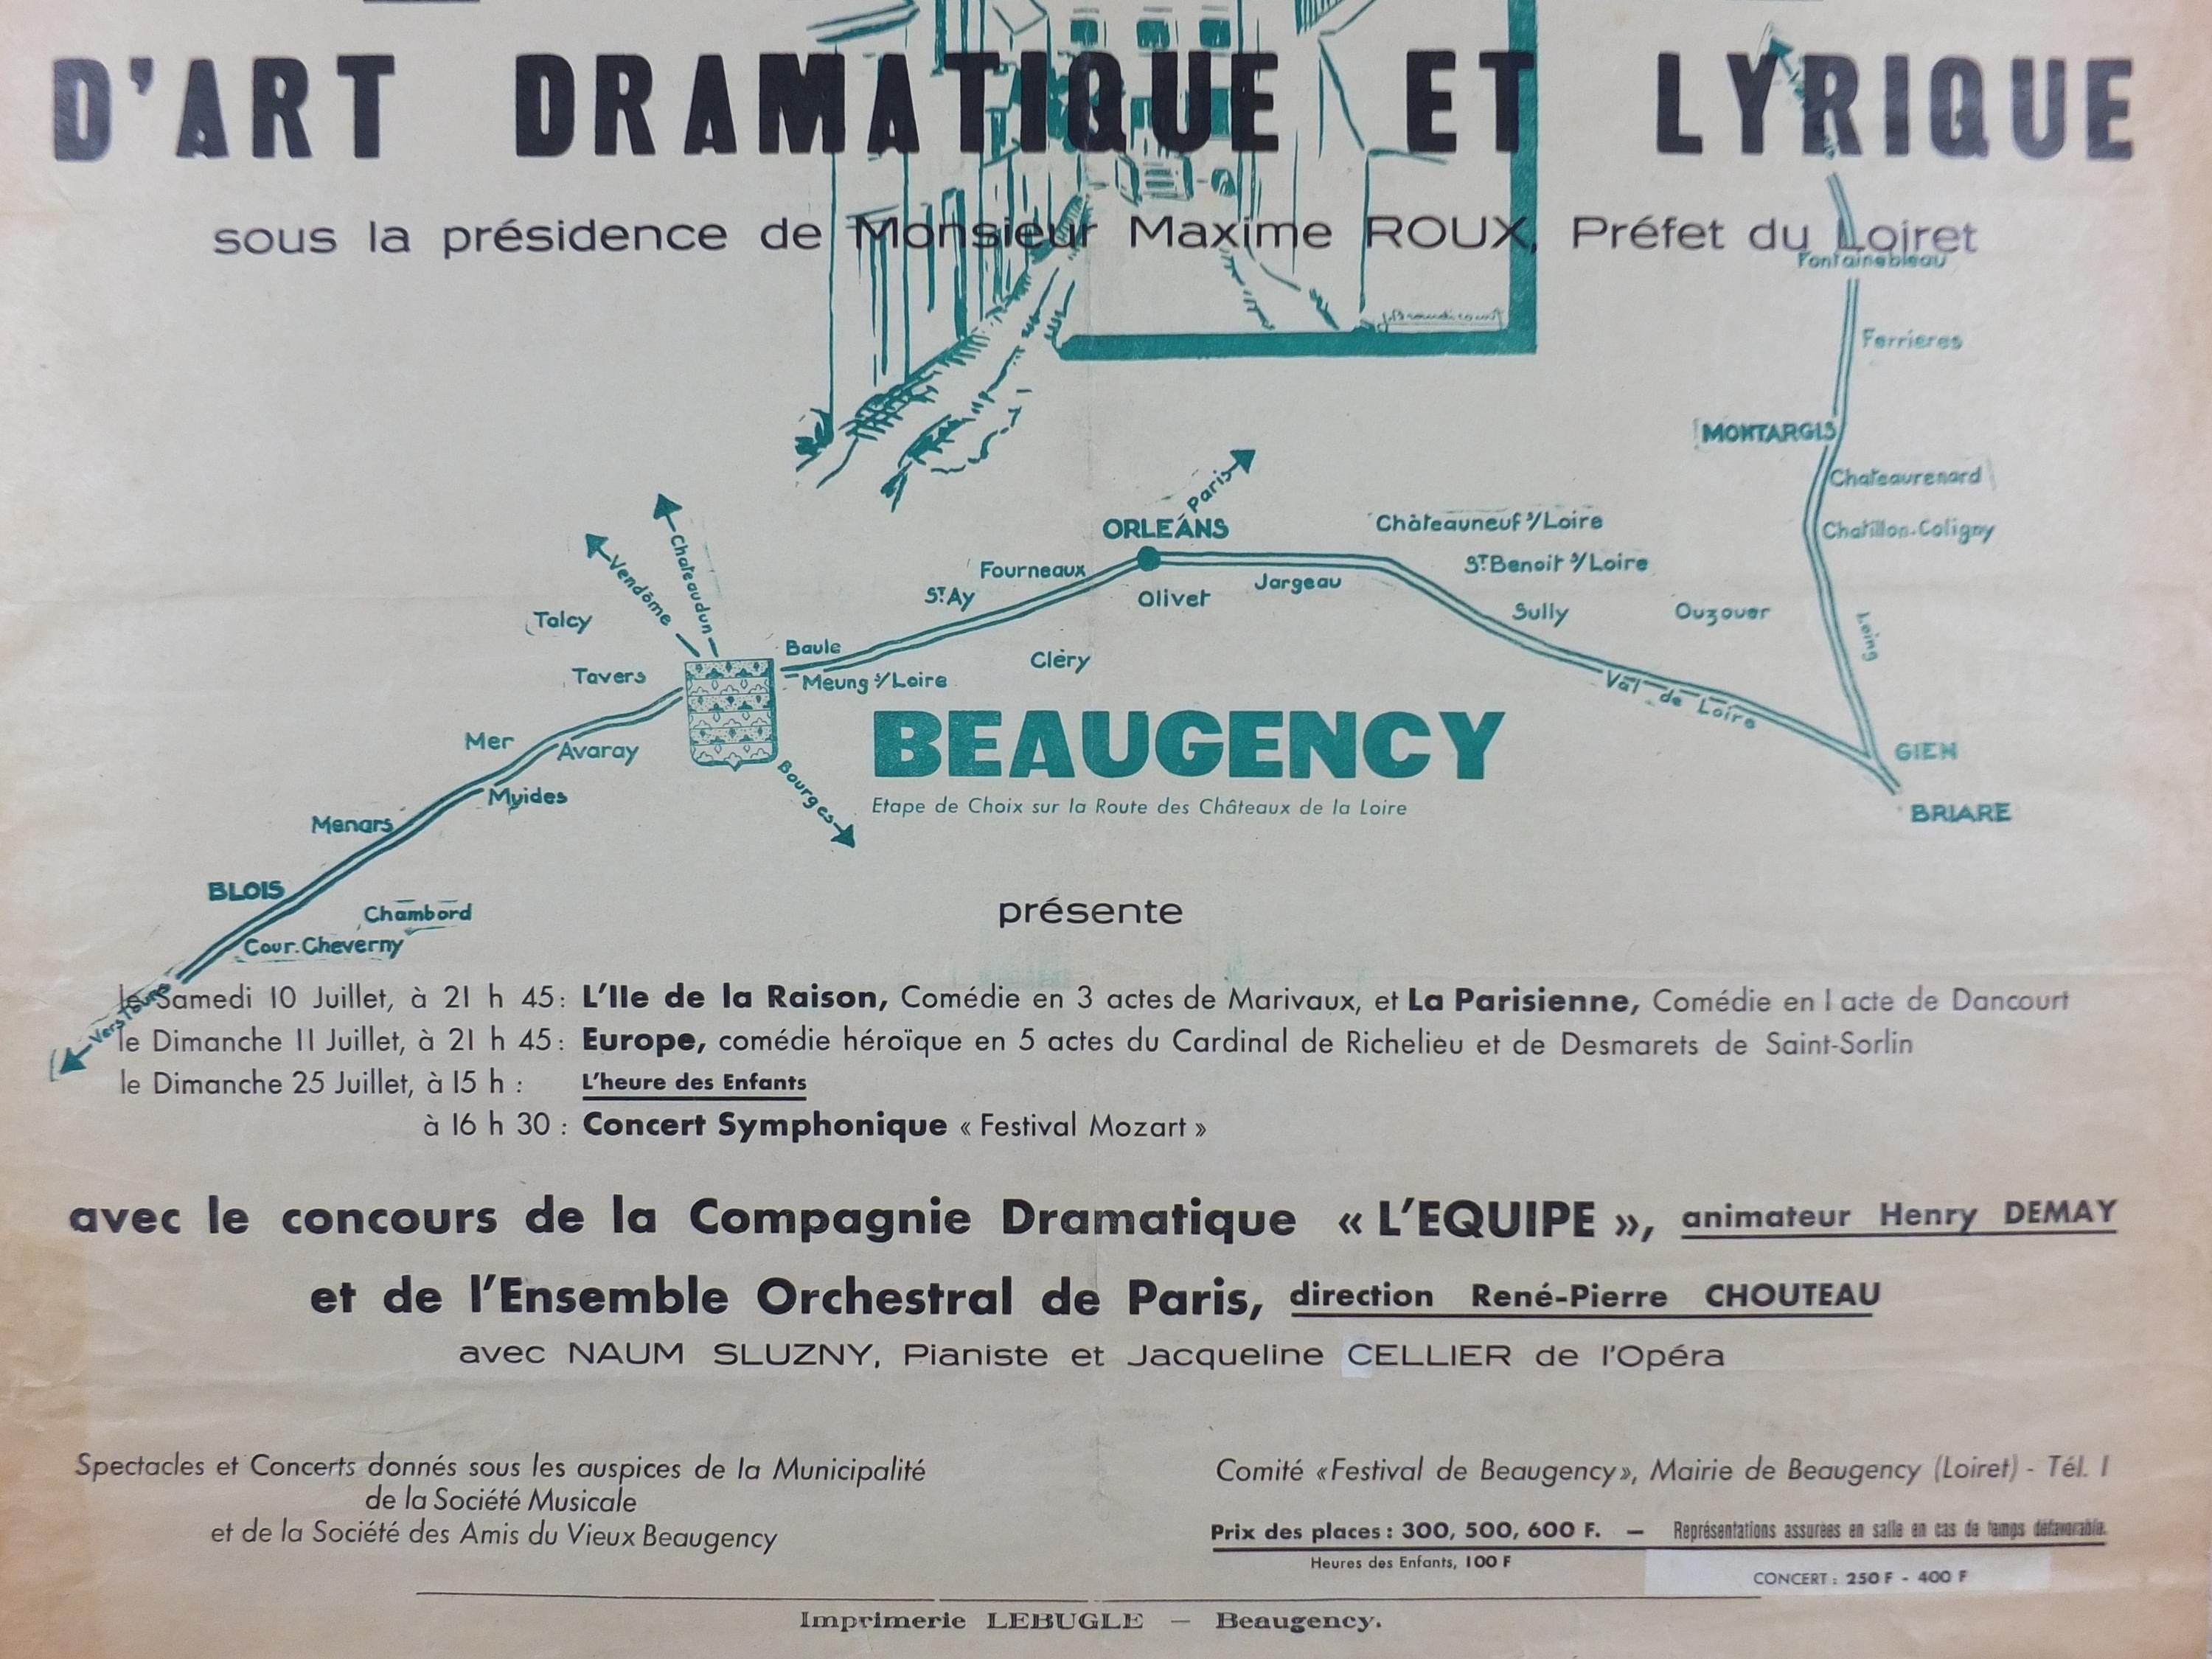 D'ART DRAMATIQUE ET LYRIQUE
sous la présidence de Monsieur Maxime ROUX, Préfet du Loiret
Fontainebleau
Ferrieres
MONTARGIS
Chateaurenard
Chatillon-Coligny
Loing
Paris
ORLÉANS
Châteauneuf s/Loire
Chateaudun
Vendôme
Fourneaux
ST Benoit s/Loire
Jargeau
ST Ay
Olivet
Talcy
Sully
Ouzouer
Baule
Cléry
Tavers
Meung s/Loire
Val de Loire
BEAUGENCY
Mer
Avaray
GIEN
Bourges
Muides
Etape de Choix sur la Route des Châteaux de la Loire
BRIARE
Menars
BLOIS
Chambord
Cour.Cheverny
Vers Tours
présente
le Samedi 10 Juillet, à 21 h 45 : L'Ile de la Raison, Comédie en 3 actes de Marivaux, et La Parisienne, Comédie en 1 acte de Dancourt
le Dimanche 11 Juillet, à 21 h 45 : Europe, comédie héroïque en 5 actes du Cardinal de Richelieu et de Desmarets de Saint-Sorlin
le Dimanche 25 Juillet, à 15 h : L'heure des Enfants
à 16 h 30 : Concert Symphonique « Festival Mozart »
avec le concours de la Compagnie Dramatique « L'EQUIPE », animateur Henry DEMAY
et de l'Ensemble Orchestral de Paris, direction René-Pierre CHOUTEAU
avec NAUM SLUZNY, Pianiste et Jacqueline CELLIER de l'Opéra
Spectacles et Concerts donnés sous les auspices de la Municipalité
de la Société Musicale
et de la Société des Amis du Vieux Beaugency
Comité «Festival de Beaugency», Mairie de Beaugency (Loiret) - Tél. 1
Prix des places : 300, 500, 600 F. — Représentations assurées en salle en cas de temps défavorable.
Heures des Enfants, 100 F
CONCERT : 250 F - 400 F
Imprimerie LEBUGLE — Beaugency.